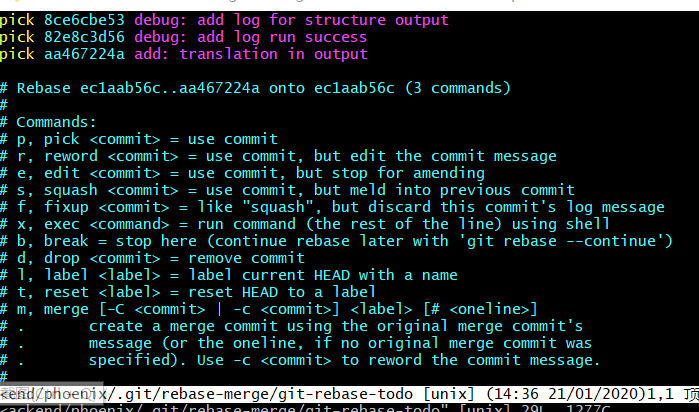 pick 8ce6cbe53 debug: add log for structure output
pick 82e8c3d56 debug: add log run success
pick aa467224a add: translation in output
# Rebase ec1aab56c..aa467224a onto ec1aab56c (3 commands)
#
# Commands:
# p, pick <commit> = use commit
# r, reword <commit> = use commit, but edit the commit message
# e, edit <commit> = use commit, but stop for amending
# s, squash <commit> = use commit, but meld into previous commit
# f, fixup <commit> = like "squash", but discard this commit's log message
# x, exec <command> = run command (the rest of the line) using shell
# b, break = stop here (continue rebase later with 'git rebase --continue')
# d, drop <commit> = remove commit
# l, label <label> = label current HEAD with a name
# t, reset <label> = reset HEAD to a label
# m, merge [-C <commit> | -c <commit>] <label> [# <oneline>]
# .       create a merge commit using the original merge commit's
# .       message (or the oneline, if no original merge commit was
# .       specified). Use -c <commit> to reword the commit message.
#
<kend/phoenix/.git/rebase-merge/git-rebase-todo [unix] (14:36 21/01/2020)1,1 顶
<ackend/phoenix/.git/rebase-merge/git-rebase-todo" [unix] 29L, 1277C